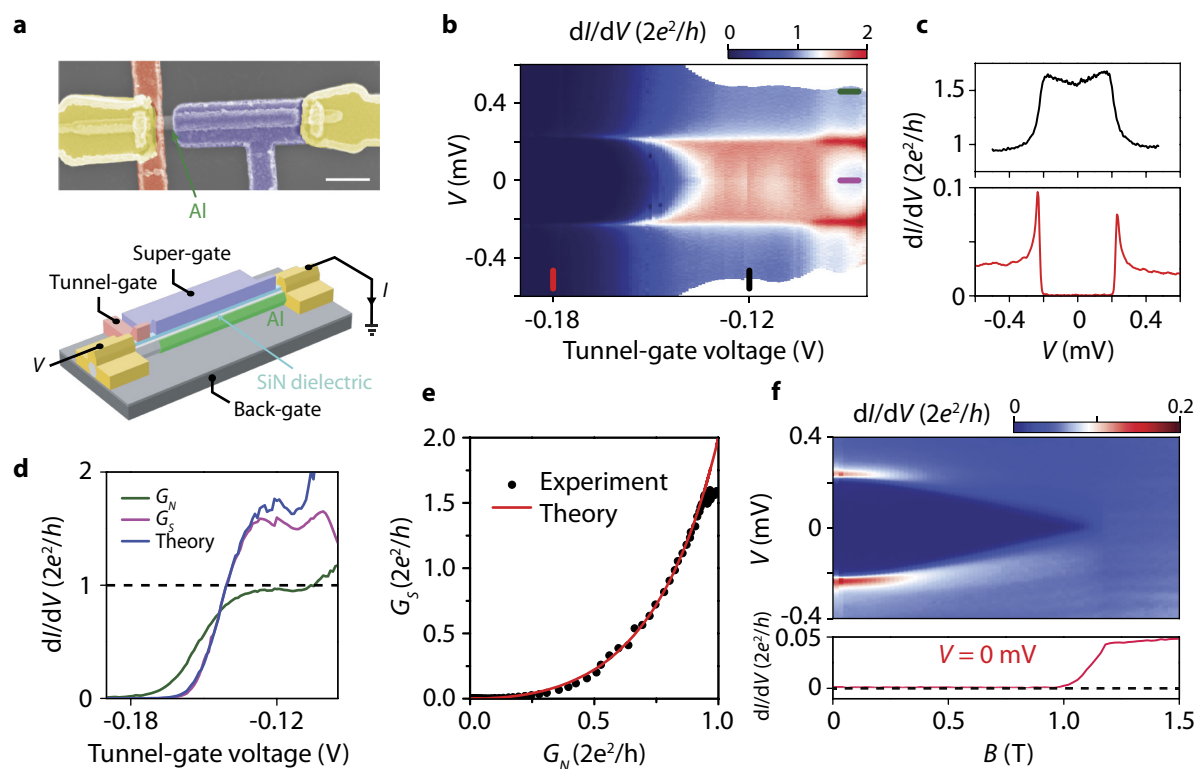 a
Al
Super-gate
Tunnel-gate
I
Al
V
SiN dielectric
Back-gate
b
dI/dV (2e²/h)
0 1 2
V (mV)
0.4
0
-0.4
-0.18 -0.12
Tunnel-gate voltage (V)
c
dI/dV (2e²/h)
1.5
1
0.1
0
-0.4 0 0.4
V (mV)
d
dI/dV (2e²/h)
2
1
0
G_N
G_S
Theory
-0.18 -0.12
Tunnel-gate voltage (V)
e
G_S (2e²/h)
2.0
1.5
1.0
0.5
0.0
Experiment
Theory
0.0 0.5 1.0
G_N (2e²/h)
f
dI/dV (2e²/h)
0 0.2
V (mV)
0.4
0
-0.4
dI/dV (2e²/h)
0.05
0
V = 0 mV
0 0.5 1.0 1.5
B (T)